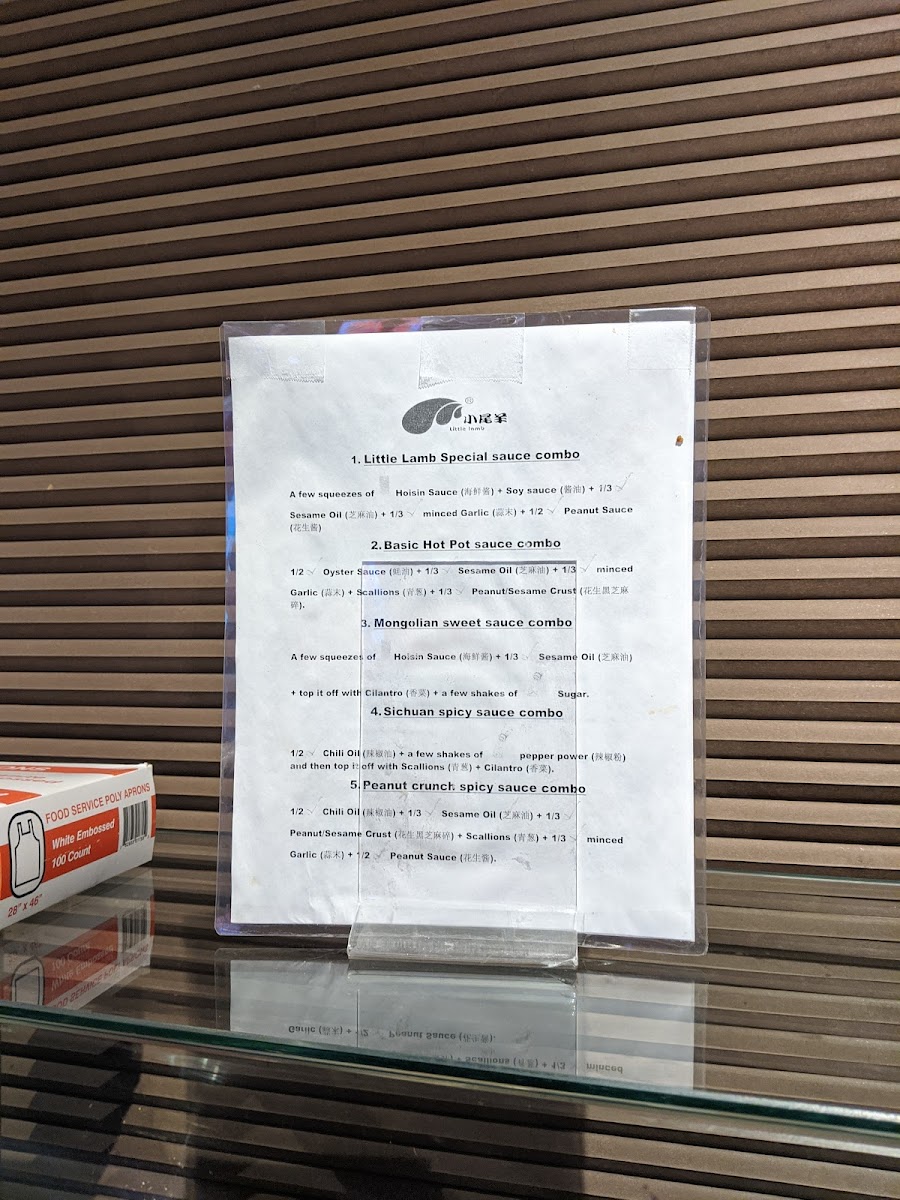 ®
小尾羊
Little lamb
1. Little Lamb Special sauce combo
A few squeezes of Hoisin Sauce (海鮮酱) + Soy sauce (酱油) + 1/3
Sesame Oil (芝麻油) + 1/3 minced Garlic (蒜末) + 1/2 Peanut Sauce
(花生酱)
2. Basic Hot Pot sauce combo
1/2 Oyster Sauce (蚝油) + 1/3 Sesame Oil (芝麻油) + 1/3 minced
Garlic (蒜末) + Scallions (青葱) + 1/3 Peanut/Sesame Crust (花生黑芝麻
碎).
3. Mongolian sweet sauce combo
A few squeezes of Hoisin Sauce (海鮮酱) + 1/3 Sesame Oil (芝麻油)
+ top it off with Cilantro (香菜) + a few shakes of Sugar.
4. Sichuan spicy sauce combo
1/2 Chili Oil (辣椒油) + a few shakes of pepper power (辣椒粉)
and then top it off with Scallions (青葱) + Cilantro (香菜).
5. Peanut crunch spicy sauce combo
1/2 Chili Oil (辣椒油) + 1/3 Sesame Oil (芝麻油) + 1/3
Peanut/Sesame Crust (花生黑芝麻碎) + Scallions (青葱) + 1/3 minced
Garlic (蒜末) + 1/2 Peanut Sauce (花生酱).
FOOD SERVICE POLY APRONS
White Embossed
100 Count
28" x 46"